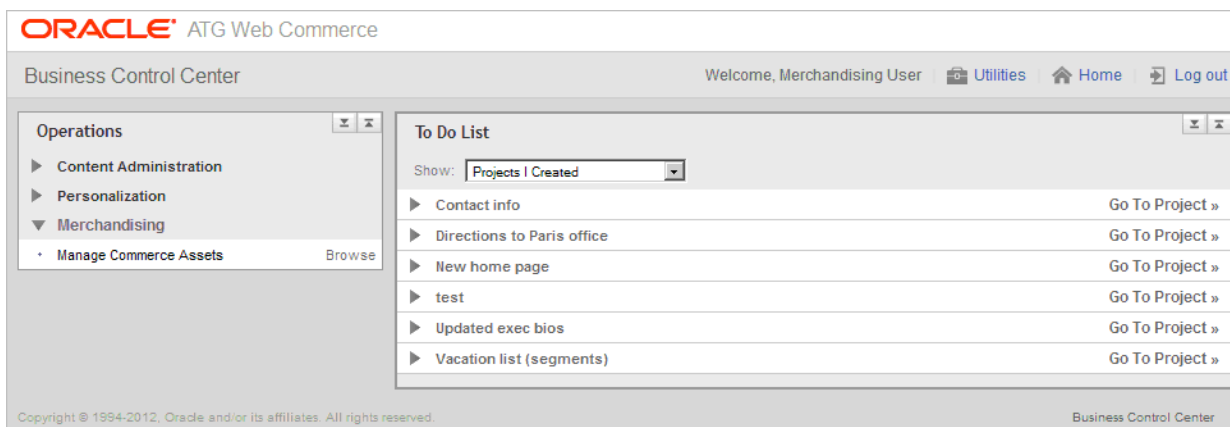 ORACLE® ATG Web Commerce
Business Control Center Welcome, Merchandising User Utilities Home Log out
Operations
Content Administration
Personalization
Merchandising
Manage Commerce Assets Browse
To Do List
Show: Projects I Created
Contact info Go To Project »
Directions to Paris office Go To Project »
New home page Go To Project »
test Go To Project »
Updated exec bios Go To Project »
Vacation list (segments) Go To Project »
Copyright © 1994-2012, Oracle and/or its affiliates. All rights reserved. Business Control Center